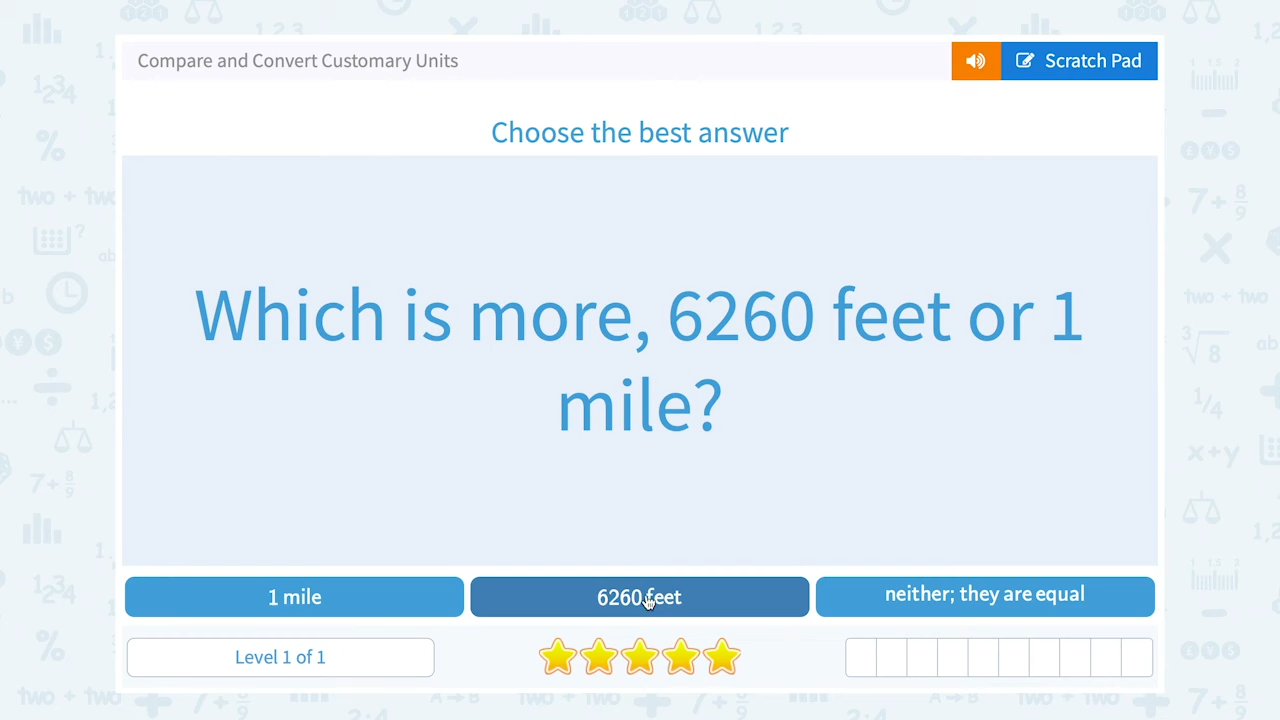 Compare and Convert Customary Units
Scratch Pad
Choose the best answer
Which is more, 6260 feet or 1
mile?
1 mile
6260 feet
neither; they are equal
Level 1 of 1